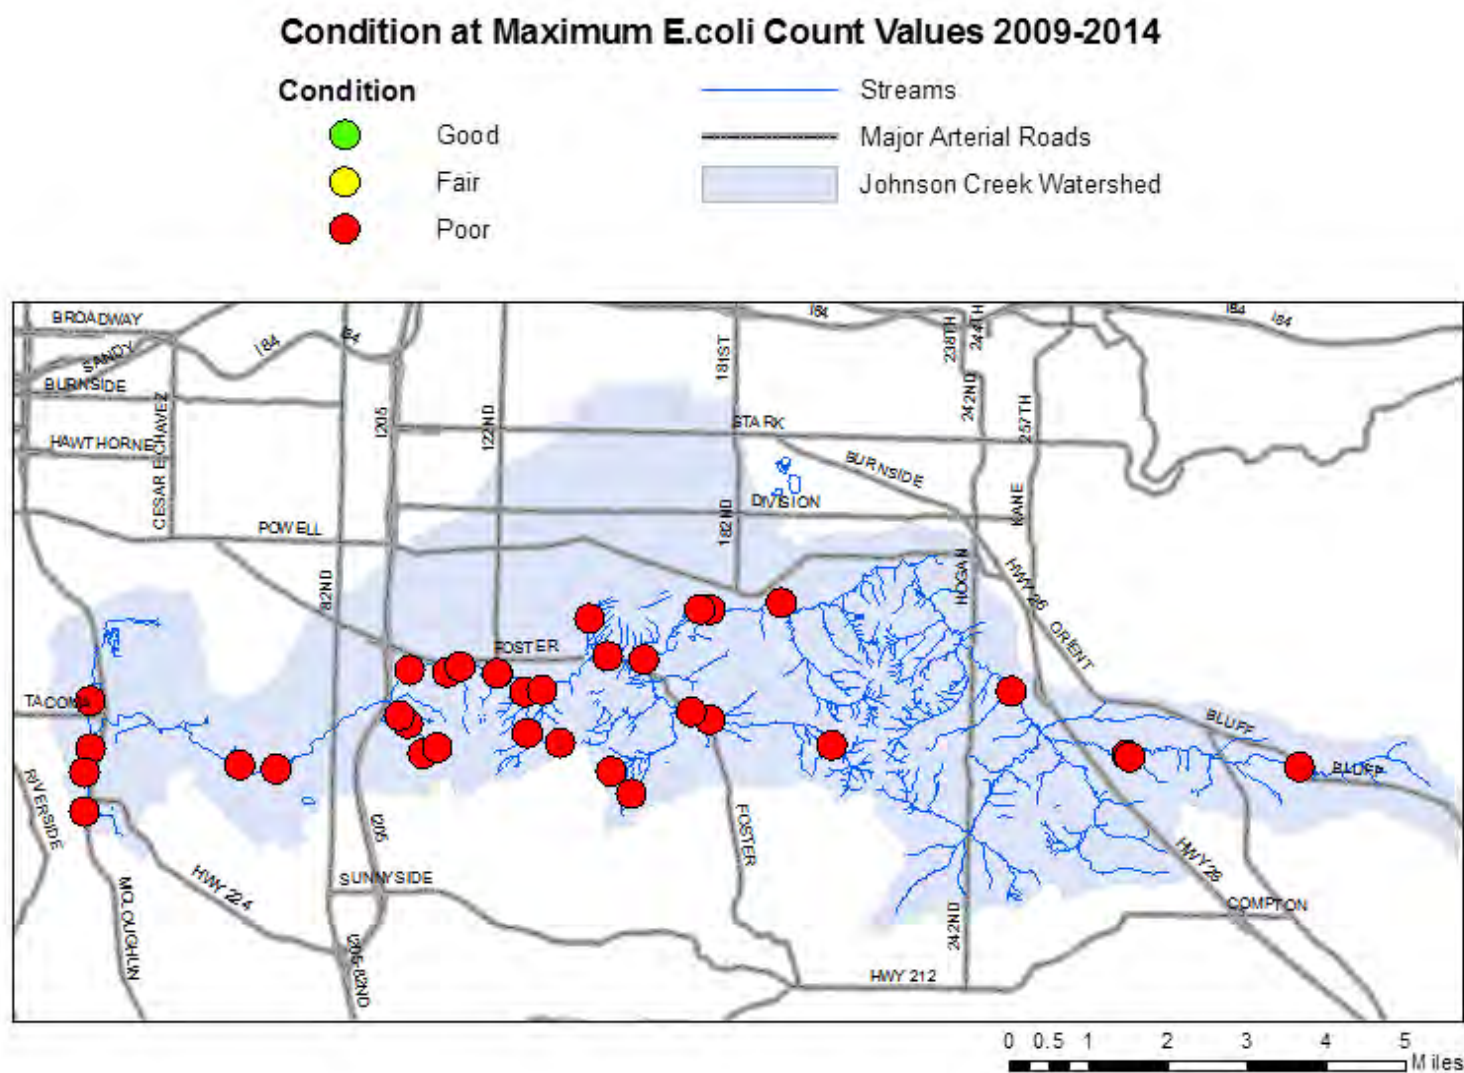 Condition at Maximum E.coli Count Values 2009-2014
Condition
Good
Fair
Poor
Streams
Major Arterial Roads
Johnson Creek Watershed
BROADWAY
SANDY
BURNSIDE
HAWTHORNE
CESAR E CHAVEZ
I84
I84
I205
122ND
181ST
I84
238TH
244TH
I84
I84
242ND
257TH
STARK
BURNSIDE
DIVISION
182ND
KANE
POWELL
82ND
HOGAN
HWY 26
ORIENT
FOSTER
TACOMA
BLUFF
BLUFF
RIVERSIDE
I205
FOSTER
HWY 224
SUNNYSIDE
HWY 26
COMPTON
MCLOUGHLIN
242ND
I205-82ND
HWY 212
0 0.5 1 2 3 4 5
Miles